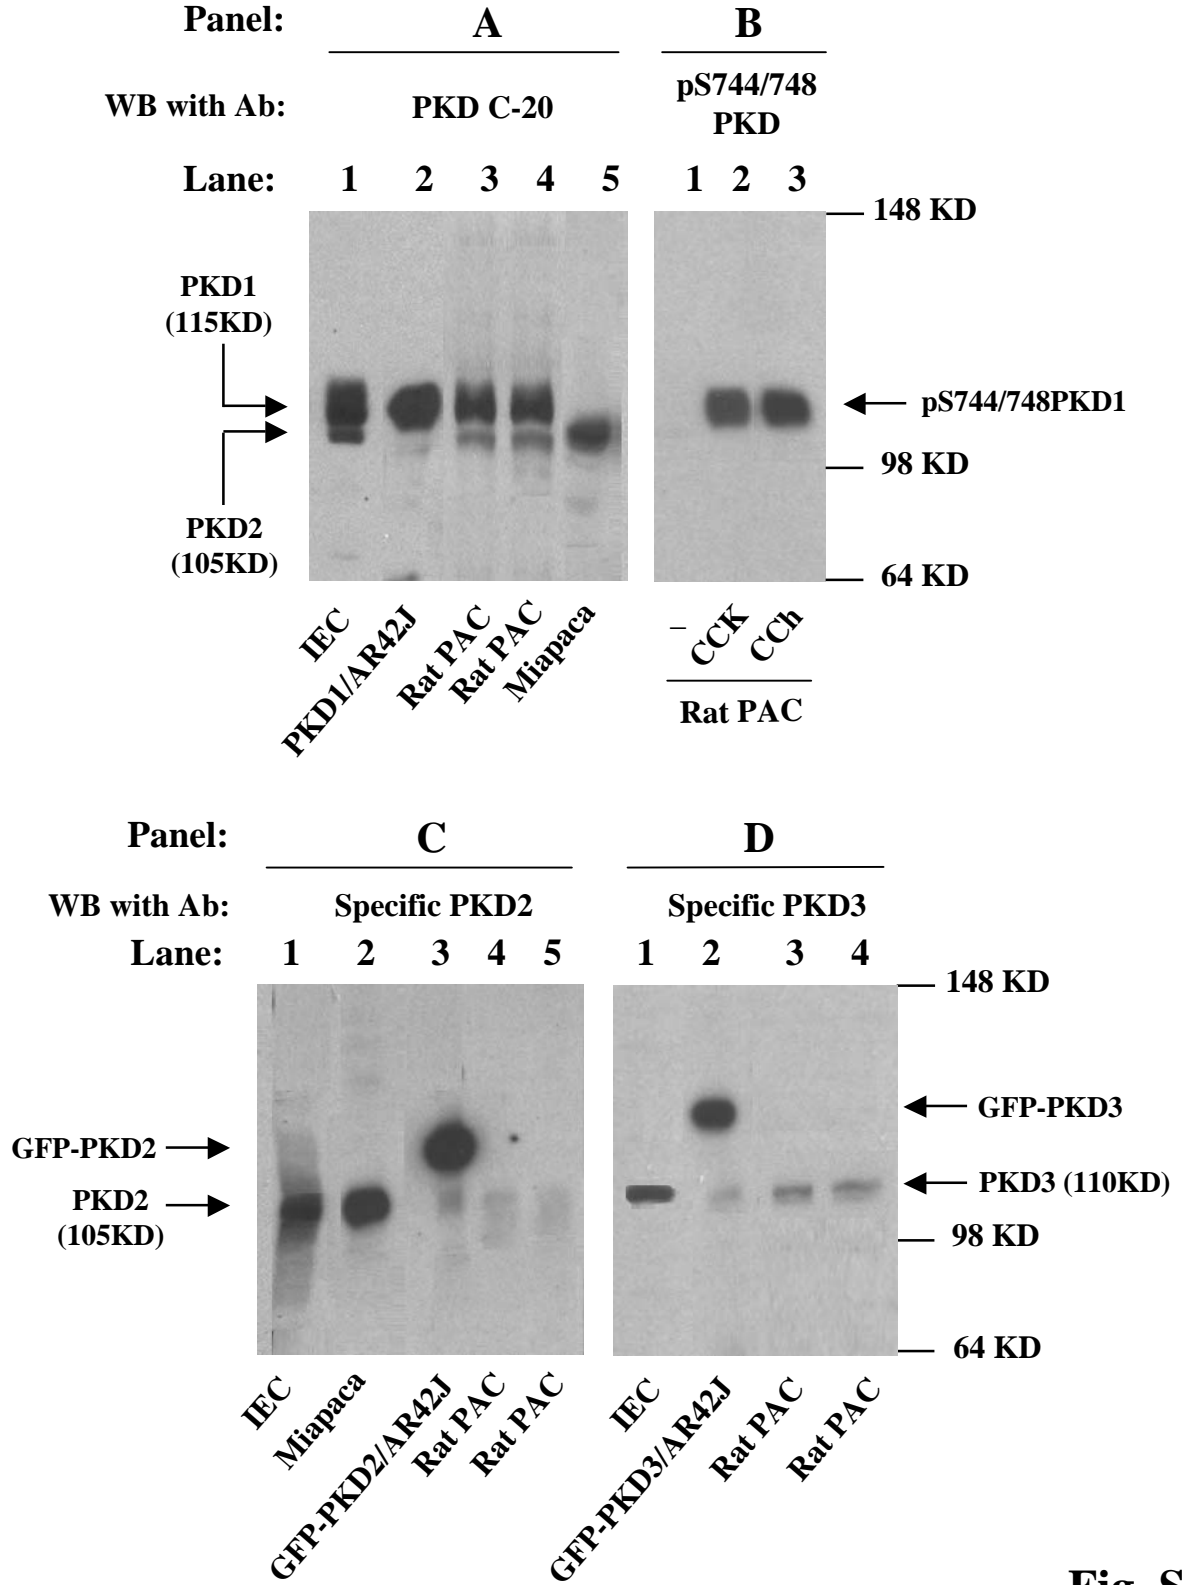 Panel: A B
WB with Ab: PKD C-20 pS744/748 PKD
Lane: 1 2 3 4 5 1 2 3
148 KD
PKD1
(115KD)
pS744/748PKD1
98 KD
PKD2
(105KD)
64 KD
IEC PKD1/AR42J Rat PAC Rat PAC Miapaca – CCK CCh
Rat PAC
Panel: C D
WB with Ab: Specific PKD2 Specific PKD3
Lane: 1 2 3 4 5 1 2 3 4
148 KD
GFP-PKD3
GFP-PKD2
PKD3 (110KD)
PKD2
(105KD)
98 KD
64 KD
IEC Miapaca GFP-PKD2/AR42J Rat PAC Rat PAC IEC GFP-PKD3/AR42J Rat PAC Rat PAC
Fig. S